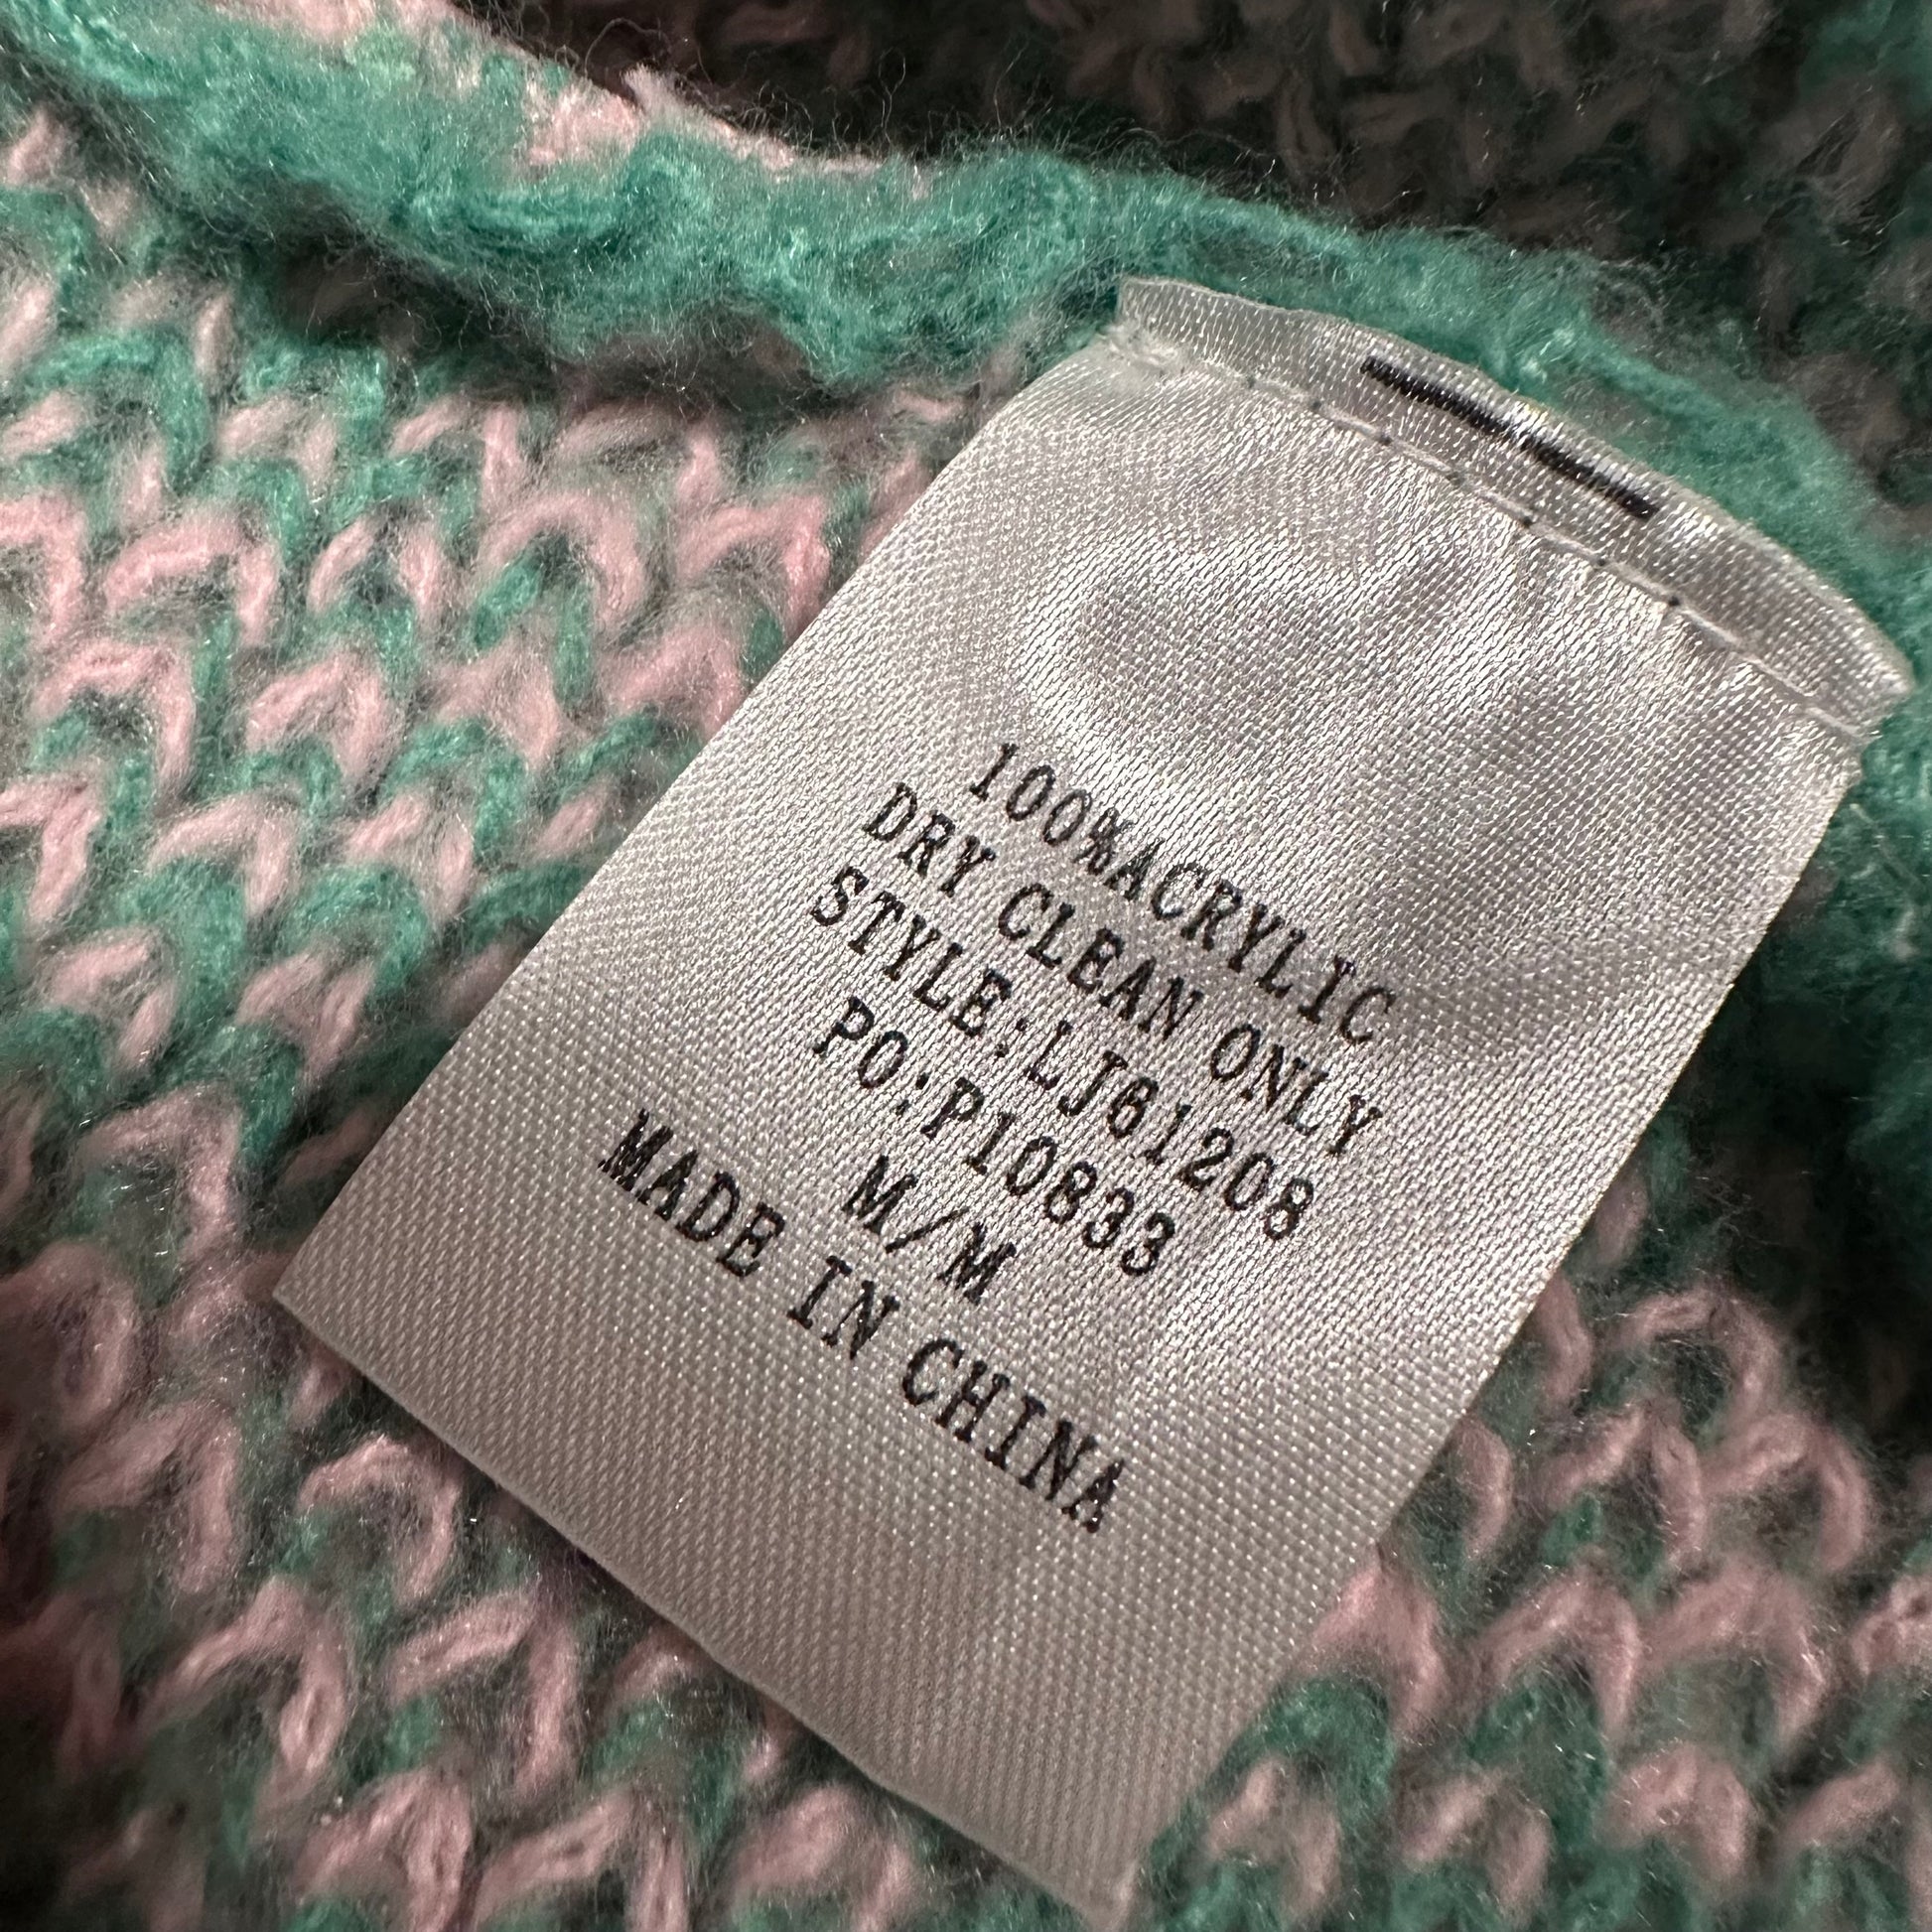 100%ACRYLIC
DRY CLEAN ONLY
STYLE:LJ61208
PO:P10833
M/M
MADE IN CHINA